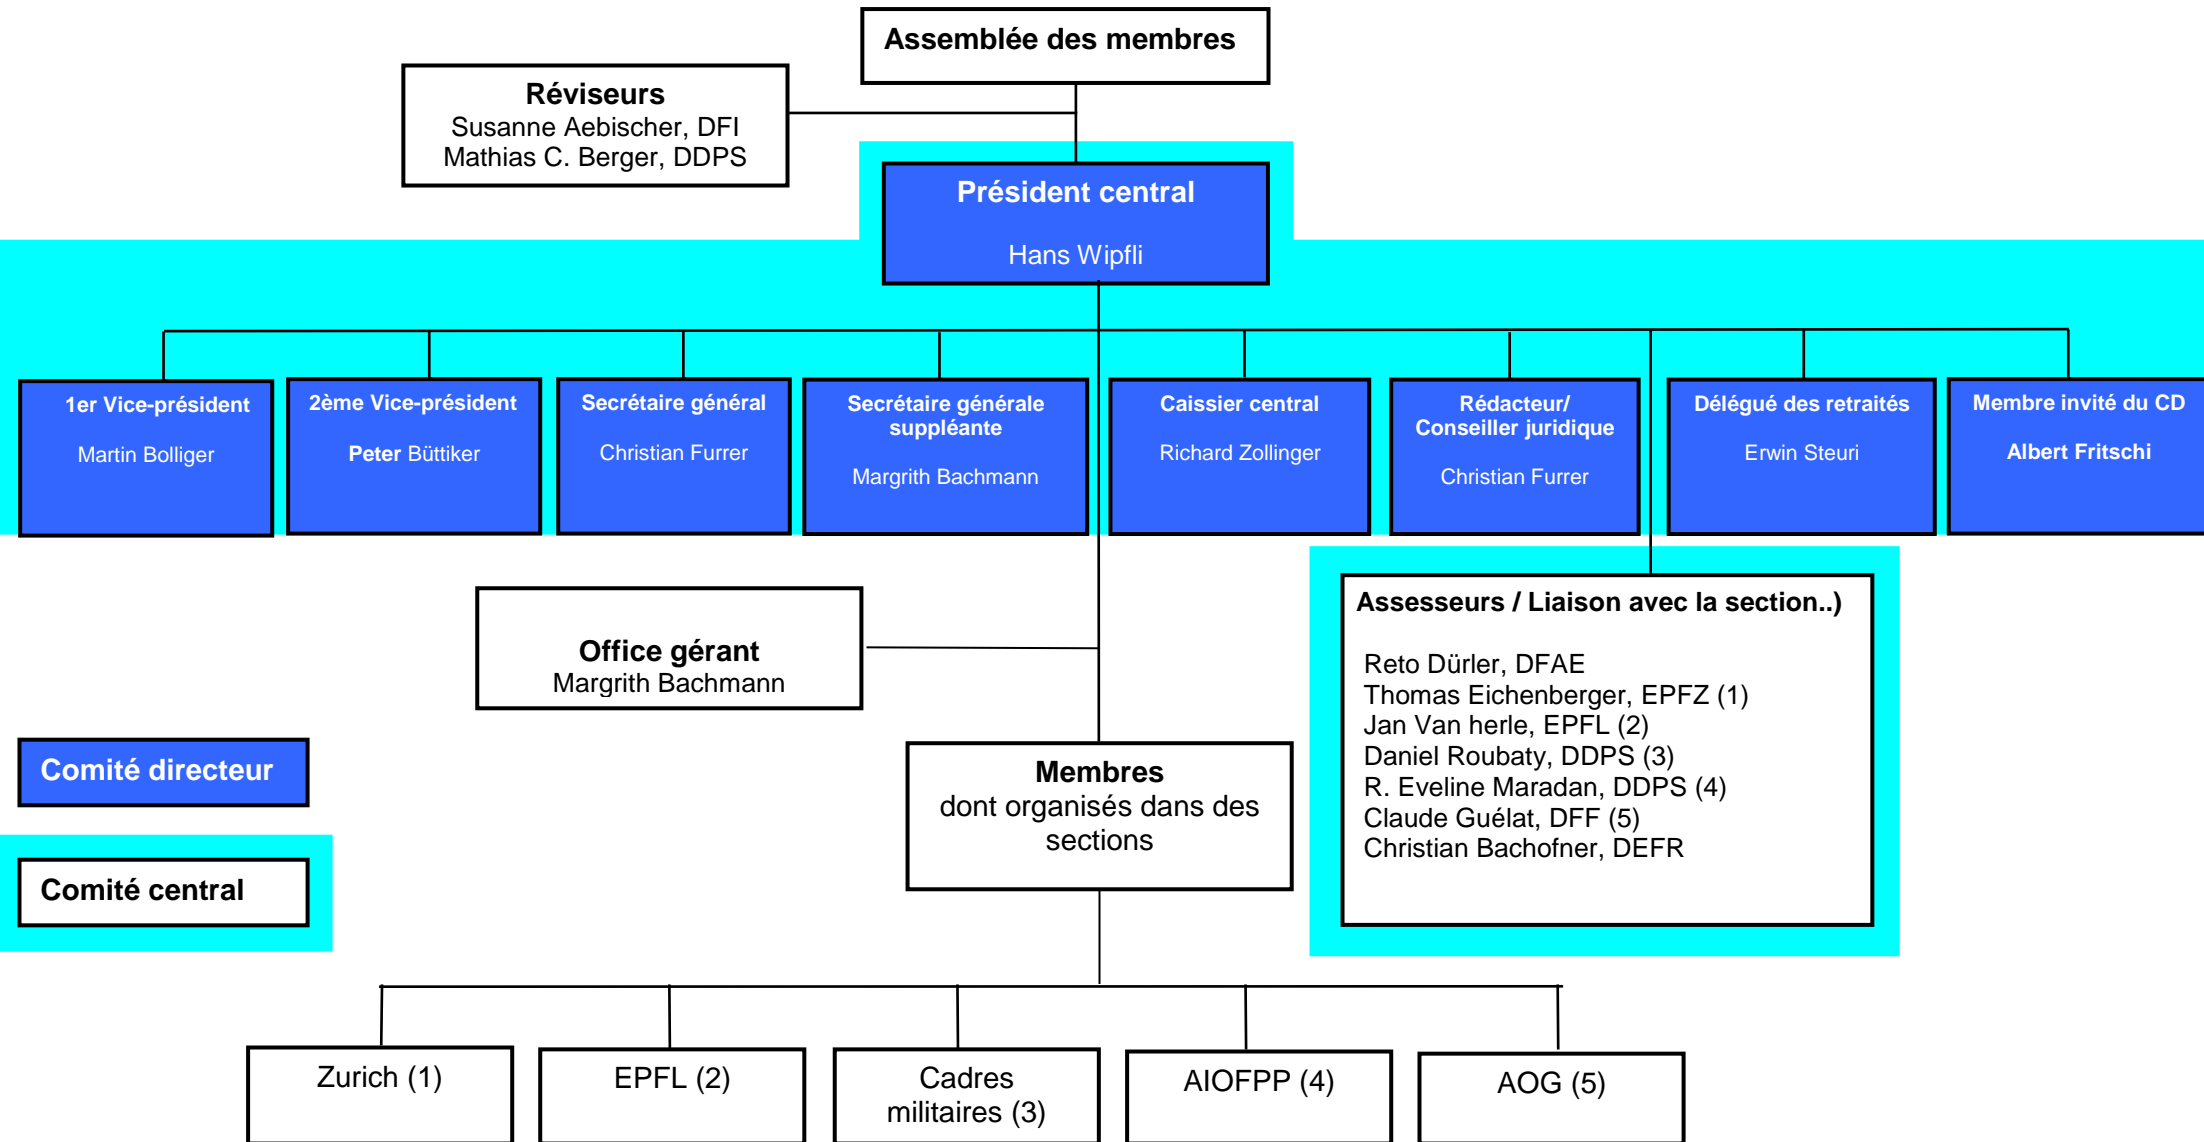 Assemblée des membres
Réviseurs
Susanne Aebischer, DFI
Mathias C. Berger, DDPS
Président central
Hans Wipfli
1er Vice-président
Martin Bolliger
2ème Vice-président
Peter Büttiker
Secrétaire général
Christian Furrer
Secrétaire générale
suppléante
Margrith Bachmann
Caissier central
Richard Zollinger
Rédacteur/
Conseiller juridique
Christian Furrer
Délégué des retraités
Erwin Steuri
Membre invité du CD
Albert Fritschi
Office gérant
Margrith Bachmann
Assesseurs / Liaison avec la section..)
Reto Dürler, DFAE
Thomas Eichenberger, EPFZ (1)
Jan Van herle, EPFL (2)
Daniel Roubaty, DDPS (3)
R. Eveline Maradan, DDPS (4)
Claude Guélat, DFF (5)
Christian Bachofner, DEFR
Comité directeur
Comité central
Membres
dont organisés dans des
sections
Zurich (1)
EPFL (2)
Cadres
militaires (3)
AIOFPP (4)
AOG (5)